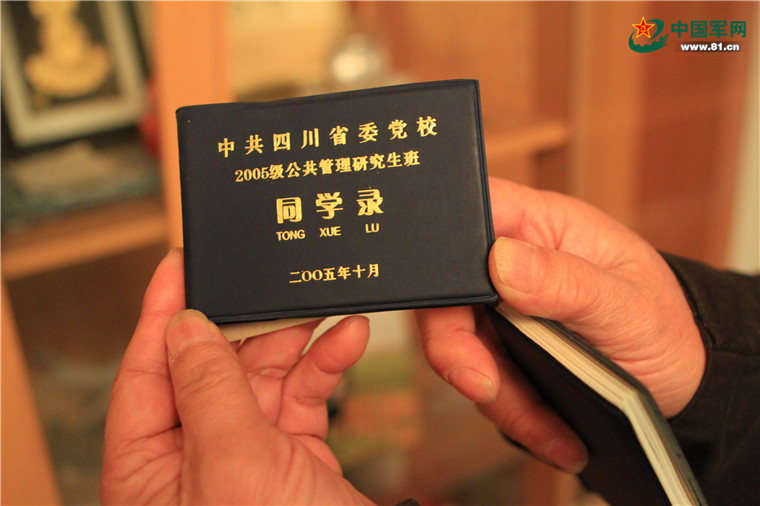 中国军网
www.81.cn
中共四川省委党校
2005级公共管理研究生班
同学录
TONG XUE LU
二〇〇五年十月